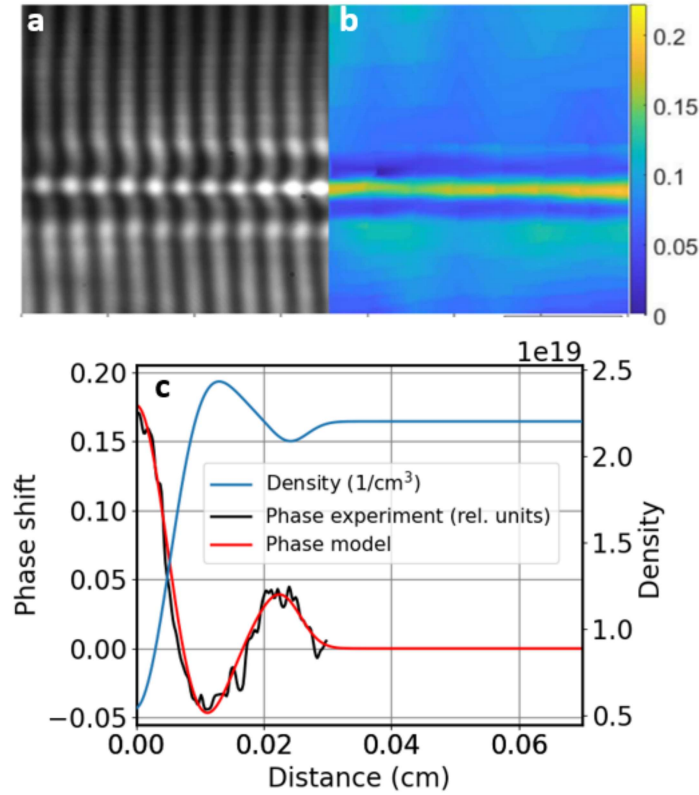 a
b
0.2
0.15
0.1
0.05
0
c
1e19
0.20
0.15
0.10
0.05
0.00
−0.05
Phase shift
Density (1/cm³)
Phase experiment (rel. units)
Phase model
2.5
2.0
1.5
1.0
0.5
Density
0.00
0.02
0.04
0.06
Distance (cm)